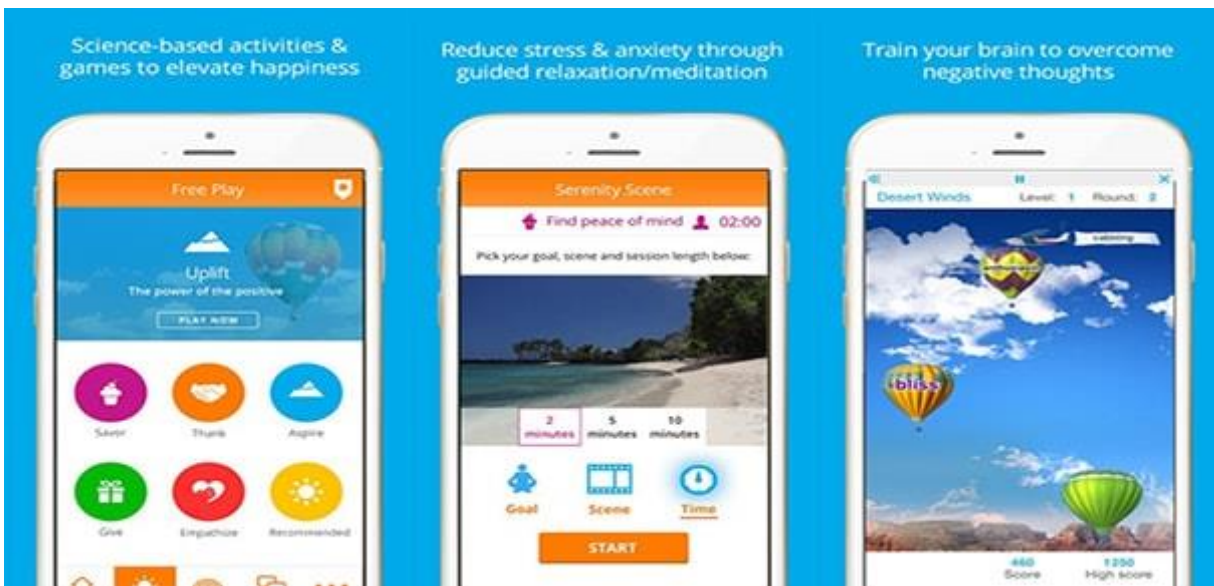 Science-based activities &
games to elevate happiness
Free Play
Uplift
The power of the positive
PLAY NOW
Savor
Thank
Aspire
Give
Empathize
Recommended
Reduce stress & anxiety through
guided relaxation/meditation
Serenity Scene
Find peace of mind 02:00
Pick your goal, scene and session length below:
2 5 10
minutes minutes minutes
Goal Scene Time
START
Train your brain to overcome
negative thoughts
Desert Winds Level: 1 Round: 2
bliss
460 1250
Score High score